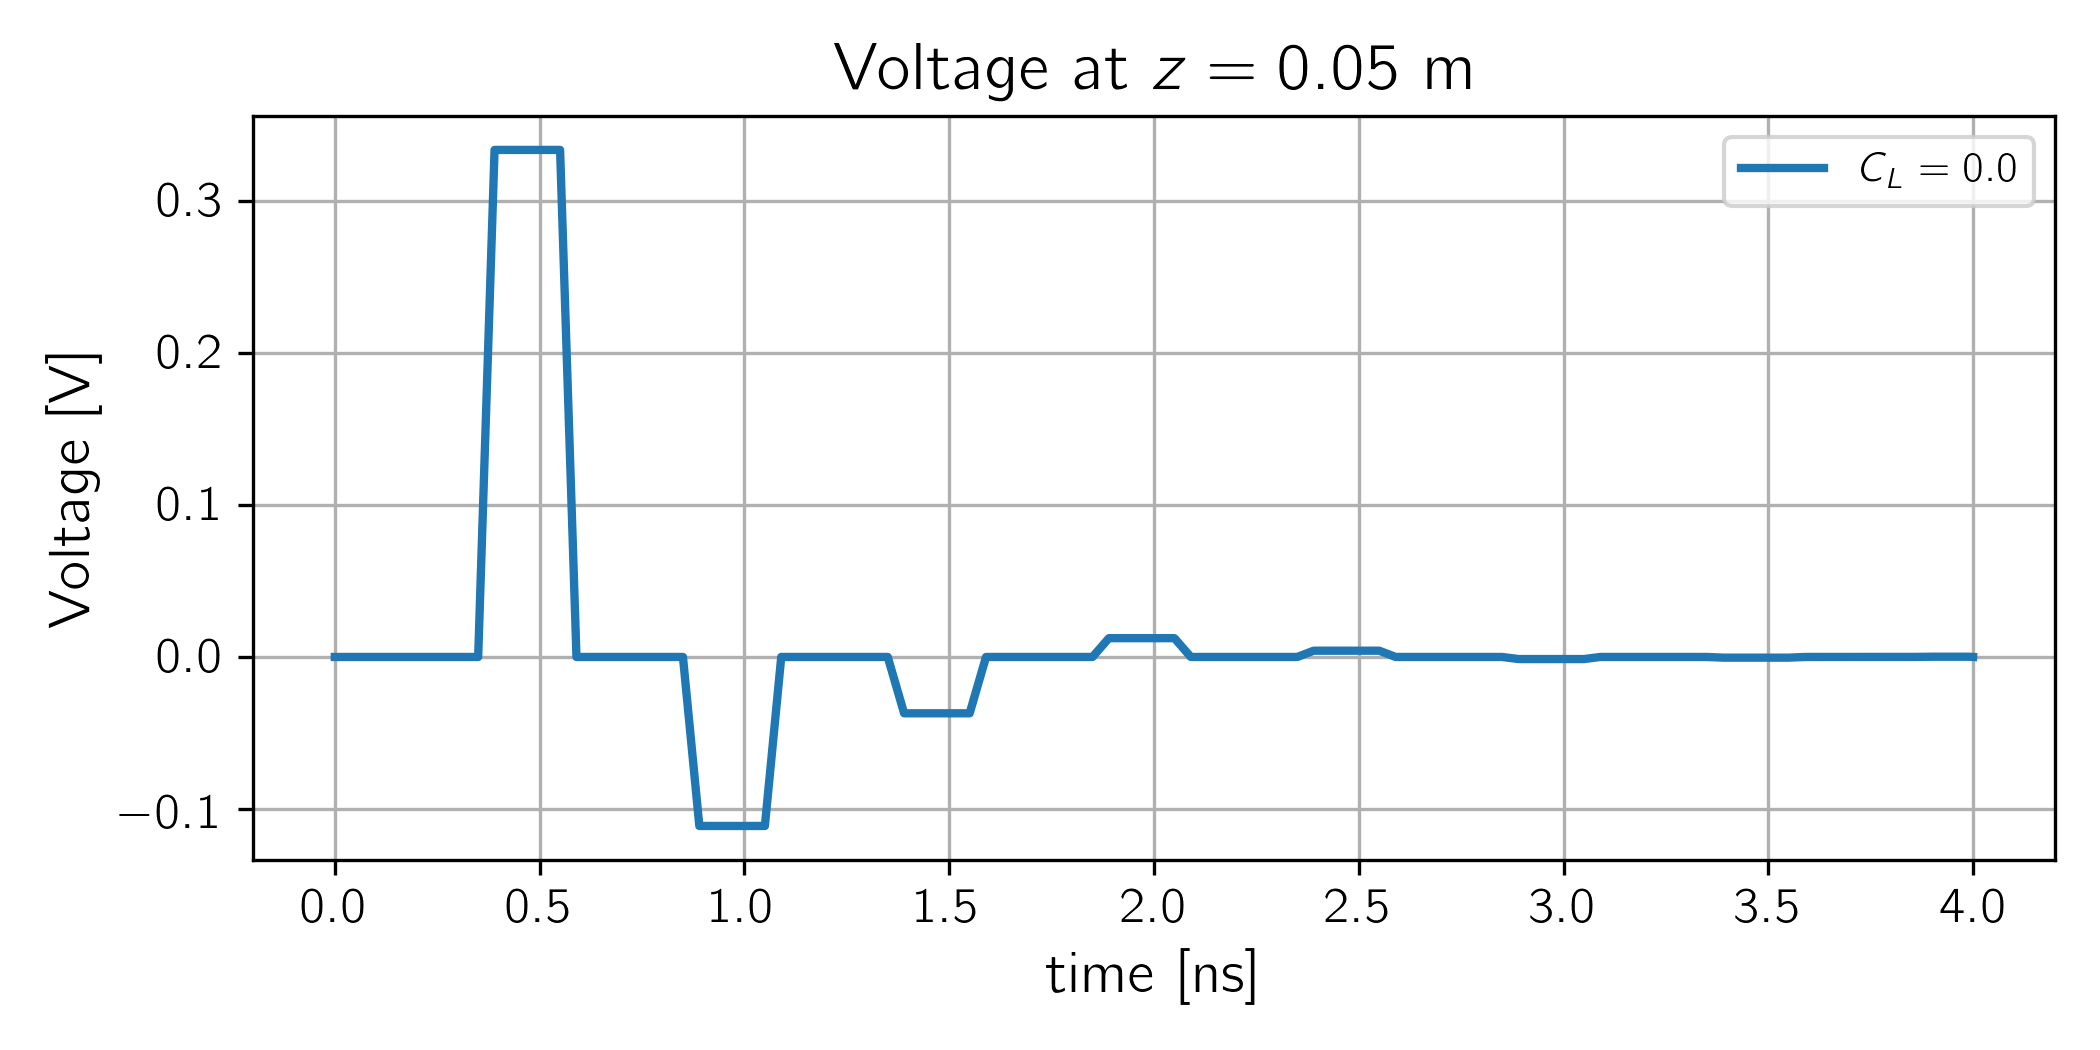 Voltage at z = 0.05 m
C_L = 0.0
Voltage [V]
0.3
0.2
0.1
0.0
−0.1
0.0 0.5 1.0 1.5 2.0 2.5 3.0 3.5 4.0
time [ns]